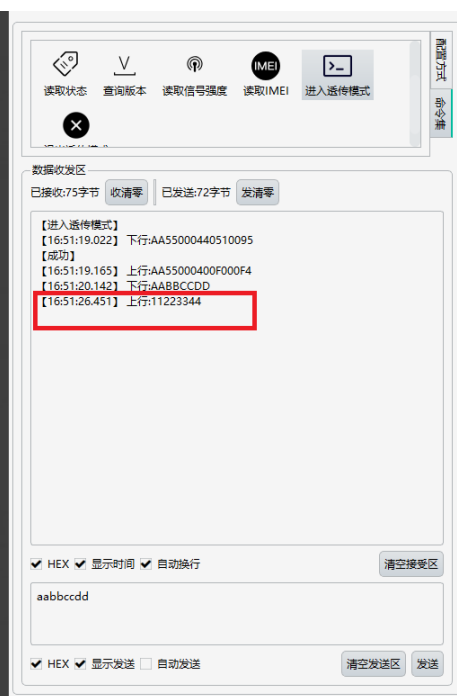 配置方式
命令集
IMEI
读取状态 查询版本 读取信号强度 读取IMEI 进入透传模式
数据收发区
已接收:75字节 收清零 已发送:72字节 发清零
【进入透传模式】
【16:51:19.022】 下行:AA55000440510095
【成功】
【16:51:19.165】 上行:AA55000400F000F4
【16:51:20.142】 下行:AABBCCDD
【16:51:26.451】 上行:11223344
HEX 显示时间 自动换行 清空接受区
aabbccdd
HEX 显示发送 自动发送 清空发送区 发送